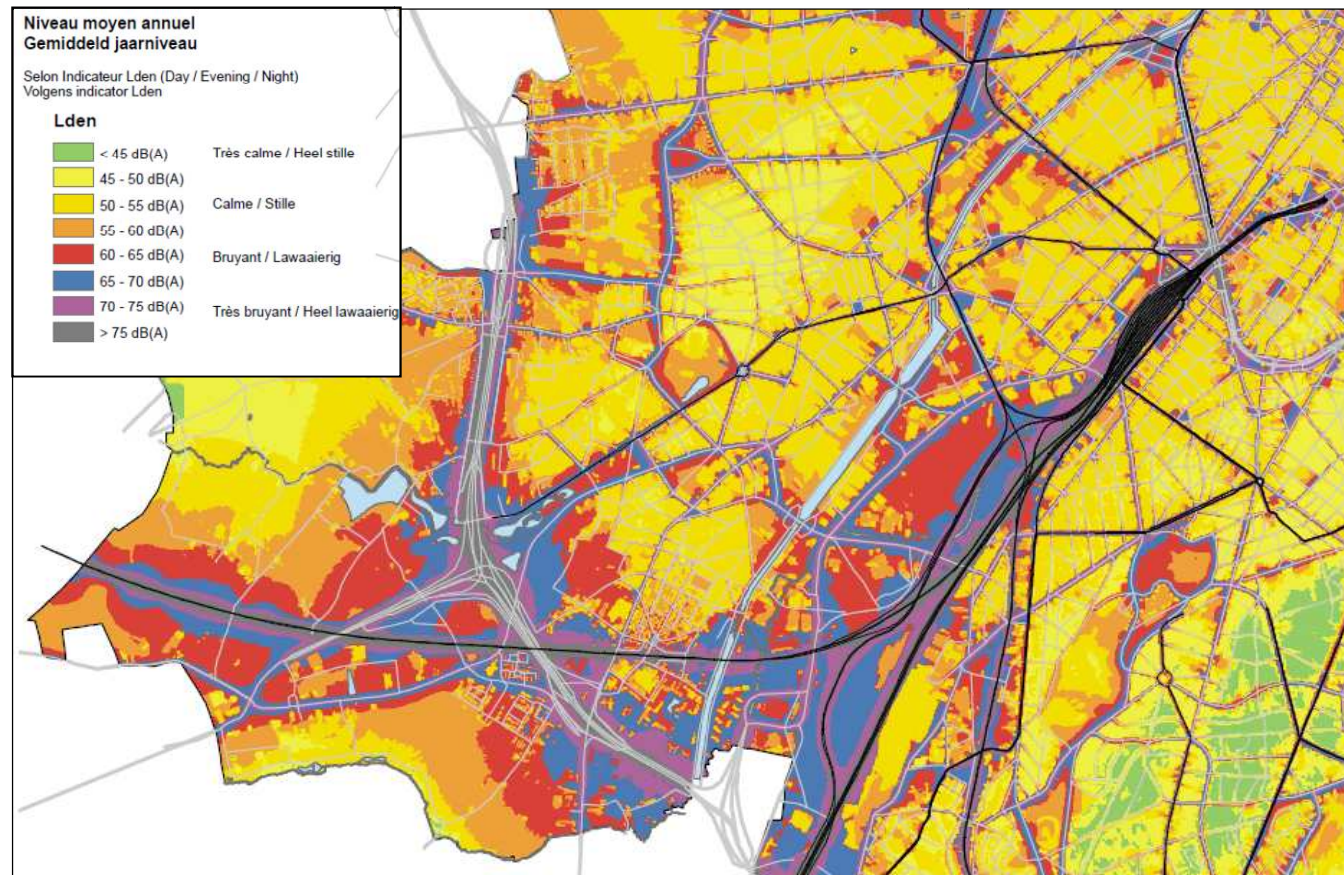 Niveau moyen annuel
Gemiddeld jaarniveau
Selon Indicateur Lden (Day / Evening / Night)
Volgens indicator Lden
Lden
< 45 dB(A) Très calme / Heel stille
45 - 50 dB(A)
50 - 55 dB(A) Calme / Stille
55 - 60 dB(A)
60 - 65 dB(A) Bruyant / Lawaaierig
65 - 70 dB(A)
70 - 75 dB(A) Très bruyant / Heel lawaaierig
> 75 dB(A)